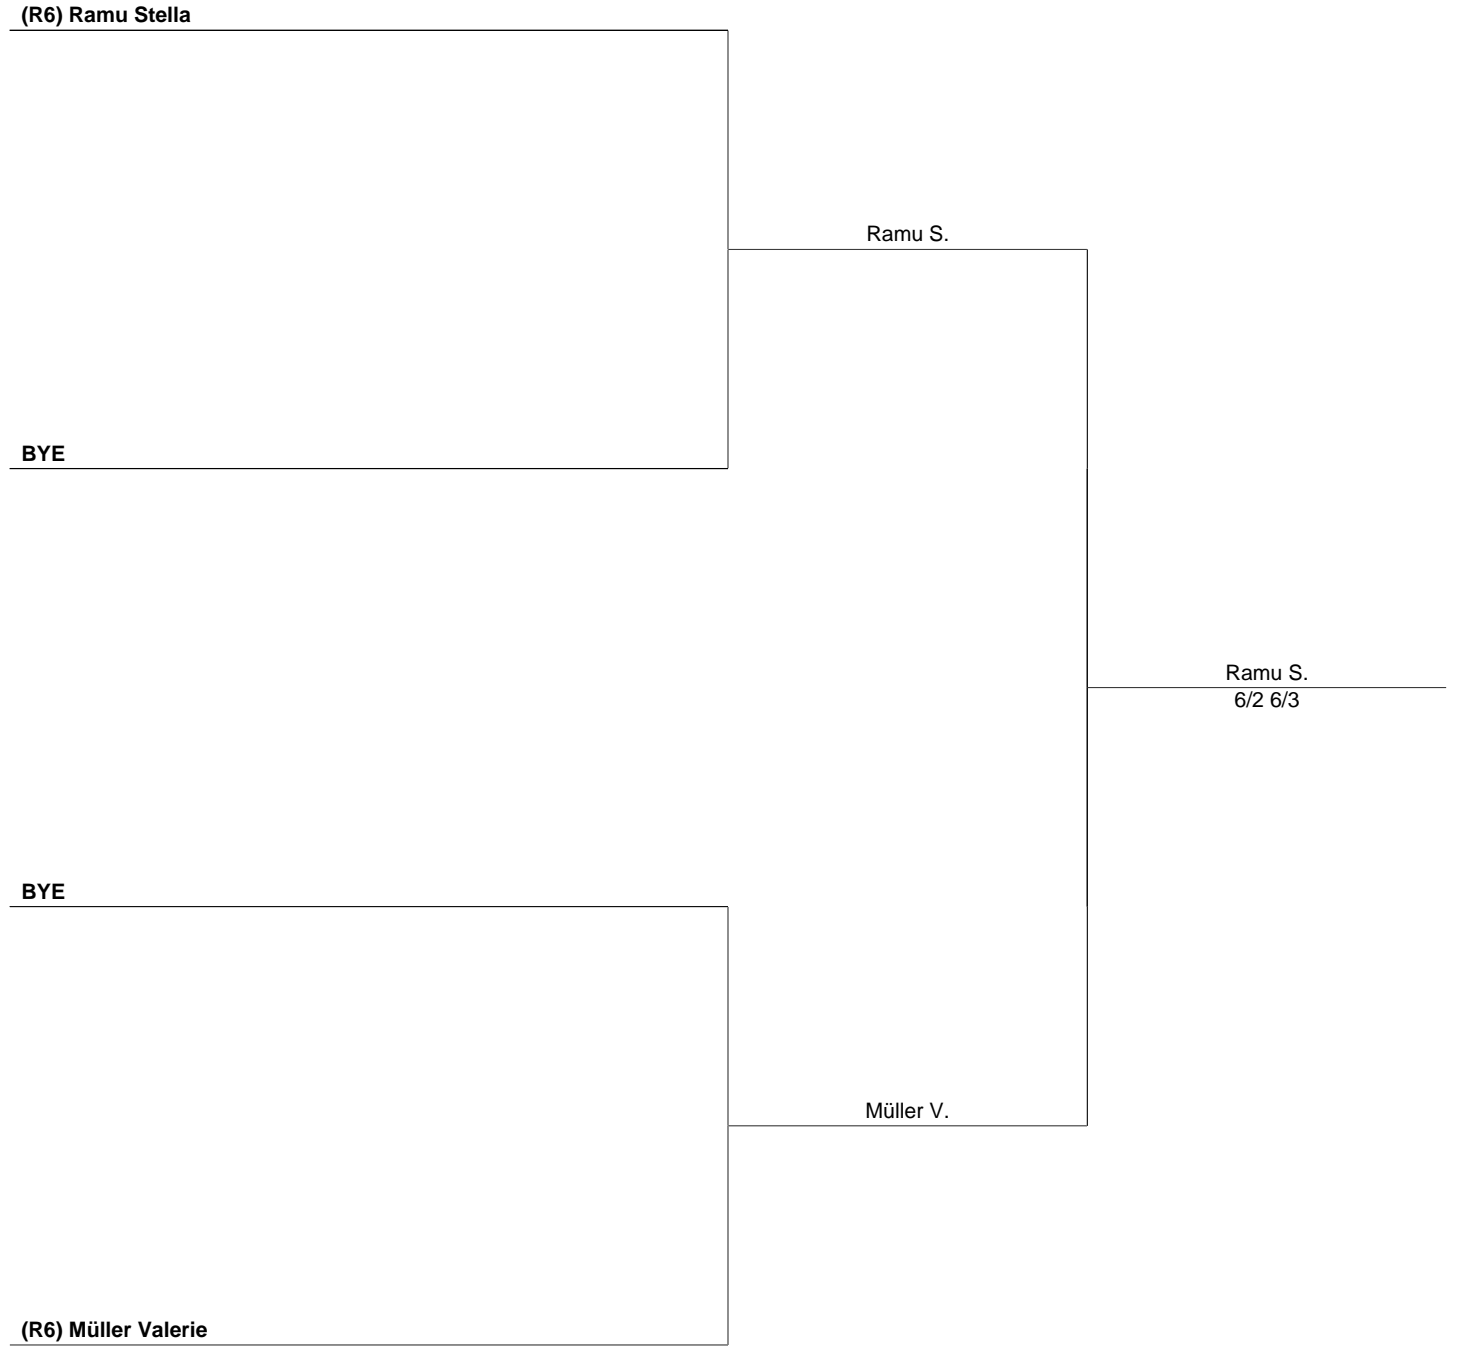 (R6) Ramu Stella
Ramu S.
BYE
Ramu S.
6/2 6/3
BYE
Müller V.
(R6) Müller Valerie